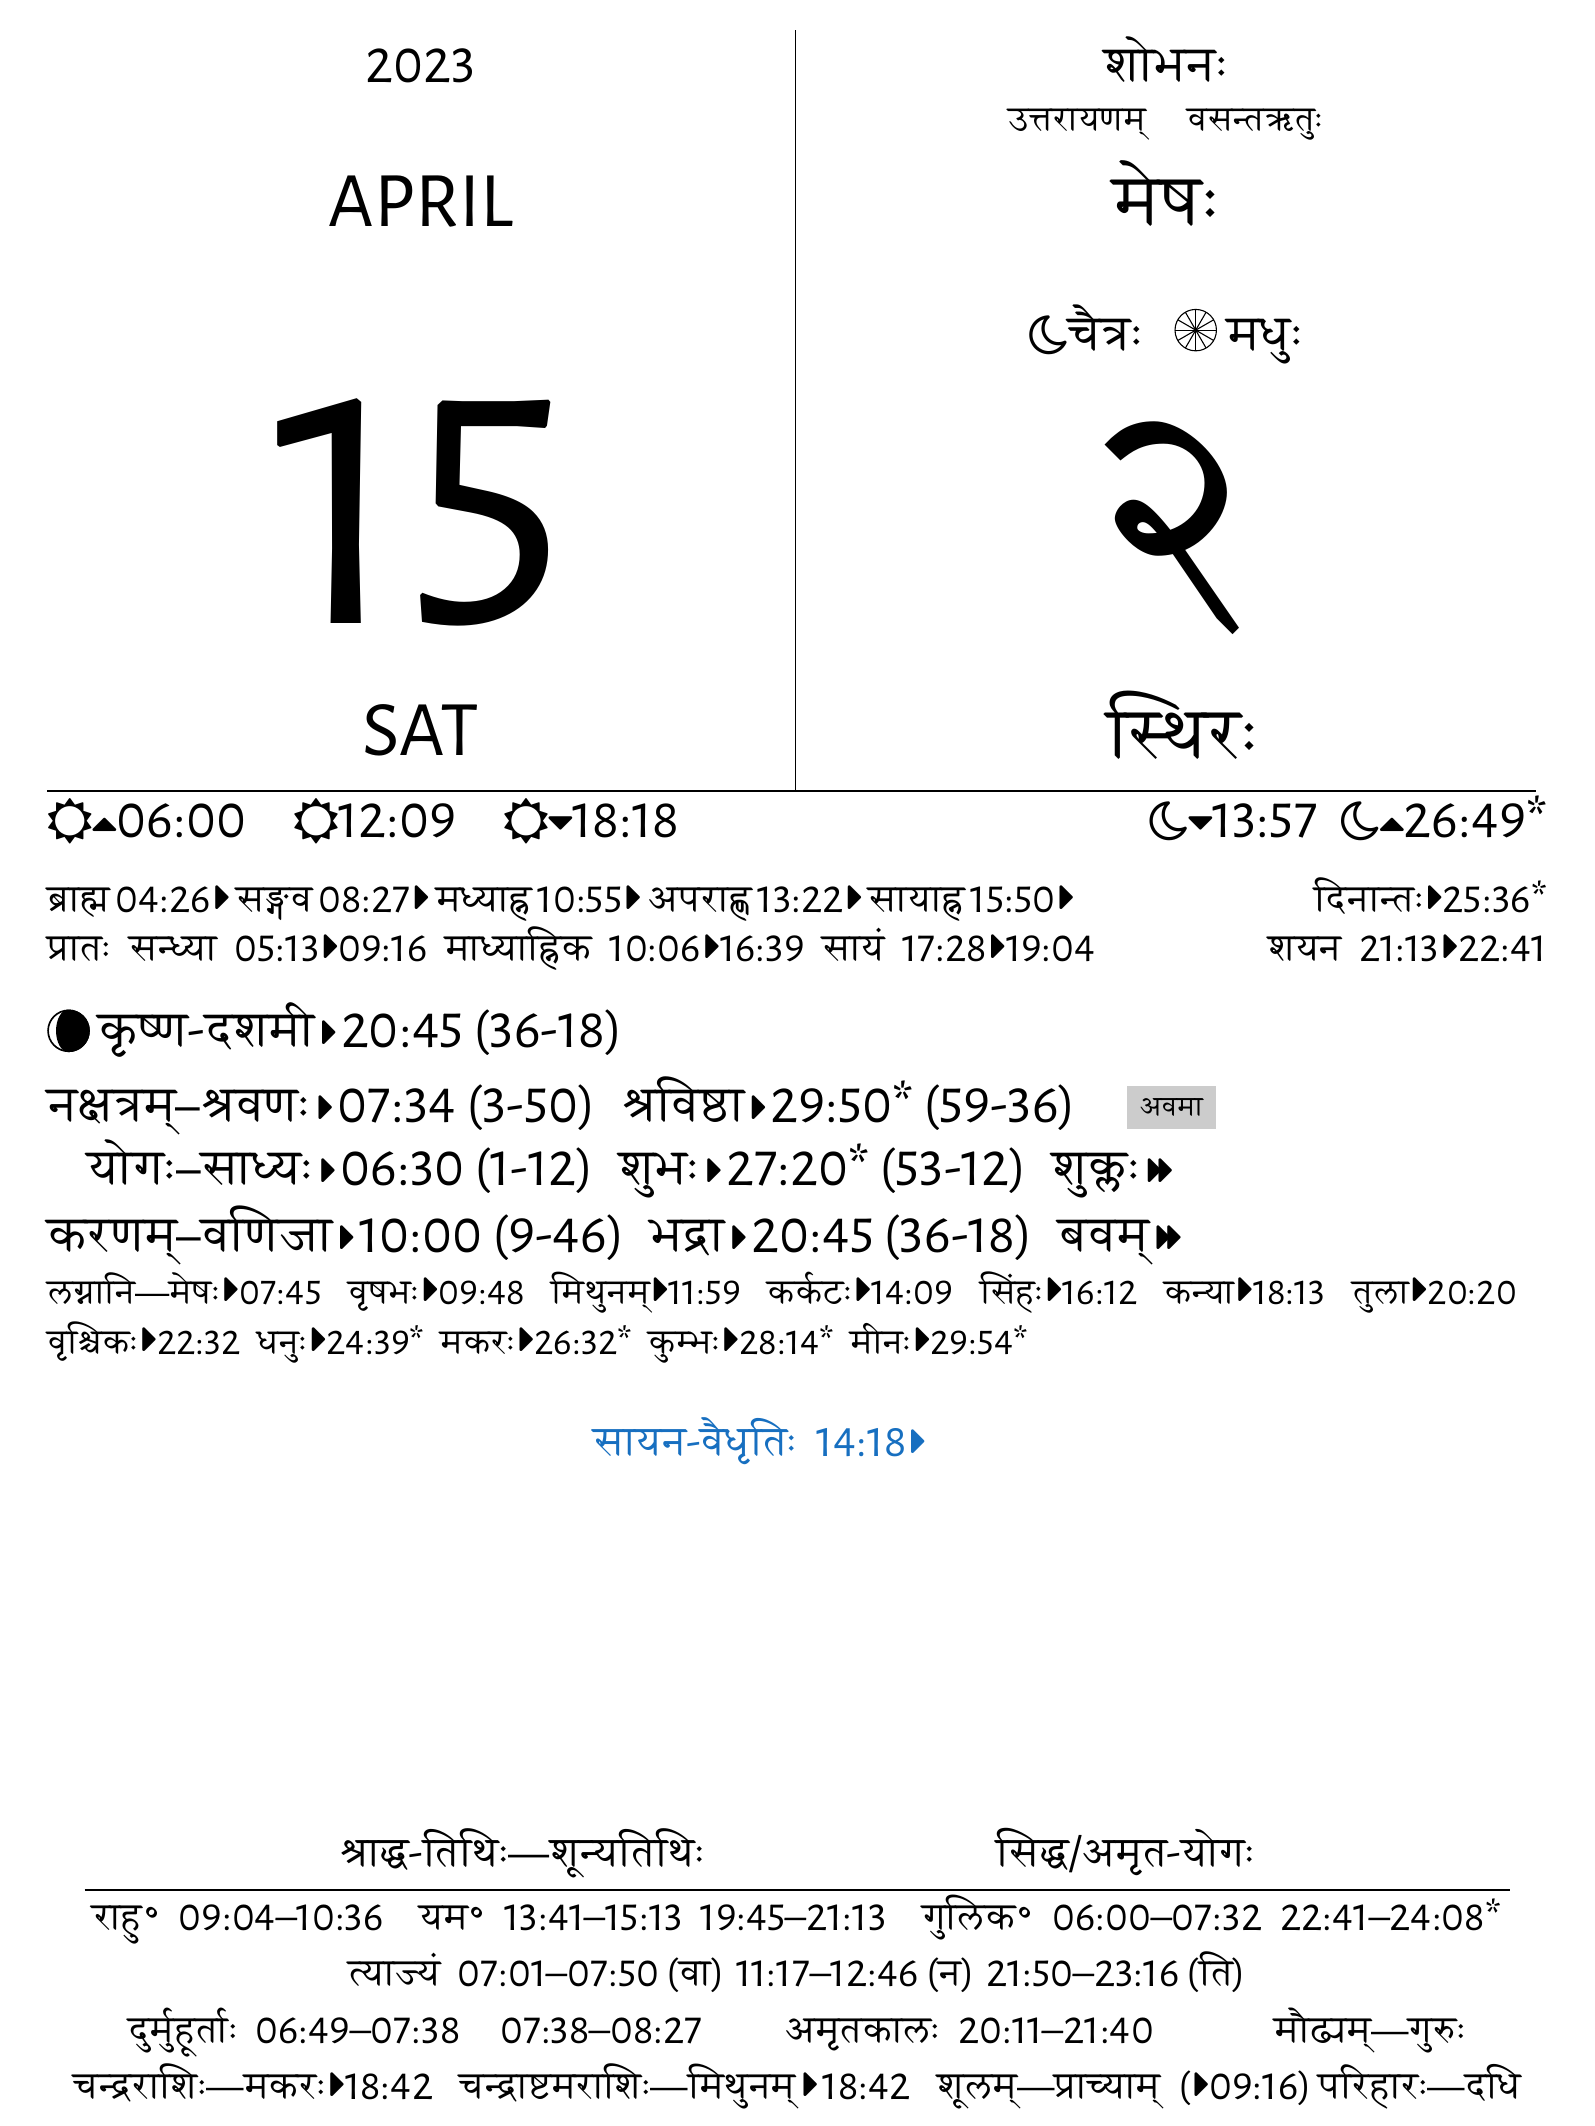 2023
APRIL
15
SAT
शोभनः
उत्तरायणम् वसन्तऋतुः
मेषः
चैत्रः मधुः
२
स्थिरः
06:00 12:09 18:18 13:57 26:49*
ब्राह्म 04:26 सङ्गव 08:27 मध्याह्न 10:55 अपराह्ण 13:22 सायाह्न 15:50 दिनान्तः 25:36*
प्रातः सन्ध्या 05:13 09:16 माध्याह्निक 10:06 16:39 सायं 17:28 19:04 शयन 21:13 22:41
कृष्ण-दशमी 20:45 (36-18)
नक्षत्रम्–श्रवणः 07:34 (3-50) श्रविष्ठा 29:50* (59-36) अवमा
योगः–साध्यः 06:30 (1-12) शुभः 27:20* (53-12) शुक्लः
करणम्–वणिजा 10:00 (9-46) भद्रा 20:45 (36-18) बवम्
लग्नानि—मेषः 07:45 वृषभः 09:48 मिथुनम् 11:59 कर्कटः 14:09 सिंहः 16:12 कन्या 18:13 तुला 20:20
वृश्चिकः 22:32 धनुः 24:39* मकरः 26:32* कुम्भः 28:14* मीनः 29:54*
सायन-वैधृतिः 14:18
श्राद्ध-तिथिः—शून्यतिथिः सिद्ध/अमृत-योगः
राहु° 09:04–10:36 यम° 13:41–15:13 19:45–21:13 गुलिक° 06:00–07:32 22:41–24:08*
त्याज्यं 07:01–07:50 (वा) 11:17–12:46 (न) 21:50–23:16 (ति)
दुर्मुहूर्ताः 06:49–07:38 07:38–08:27 अमृतकालः 20:11–21:40 मौढ्यम्—गुरुः
चन्द्रराशिः—मकरः 18:42 चन्द्राष्टमराशिः—मिथुनम् 18:42 शूलम्—प्राच्याम् (09:16) परिहारः—दधि